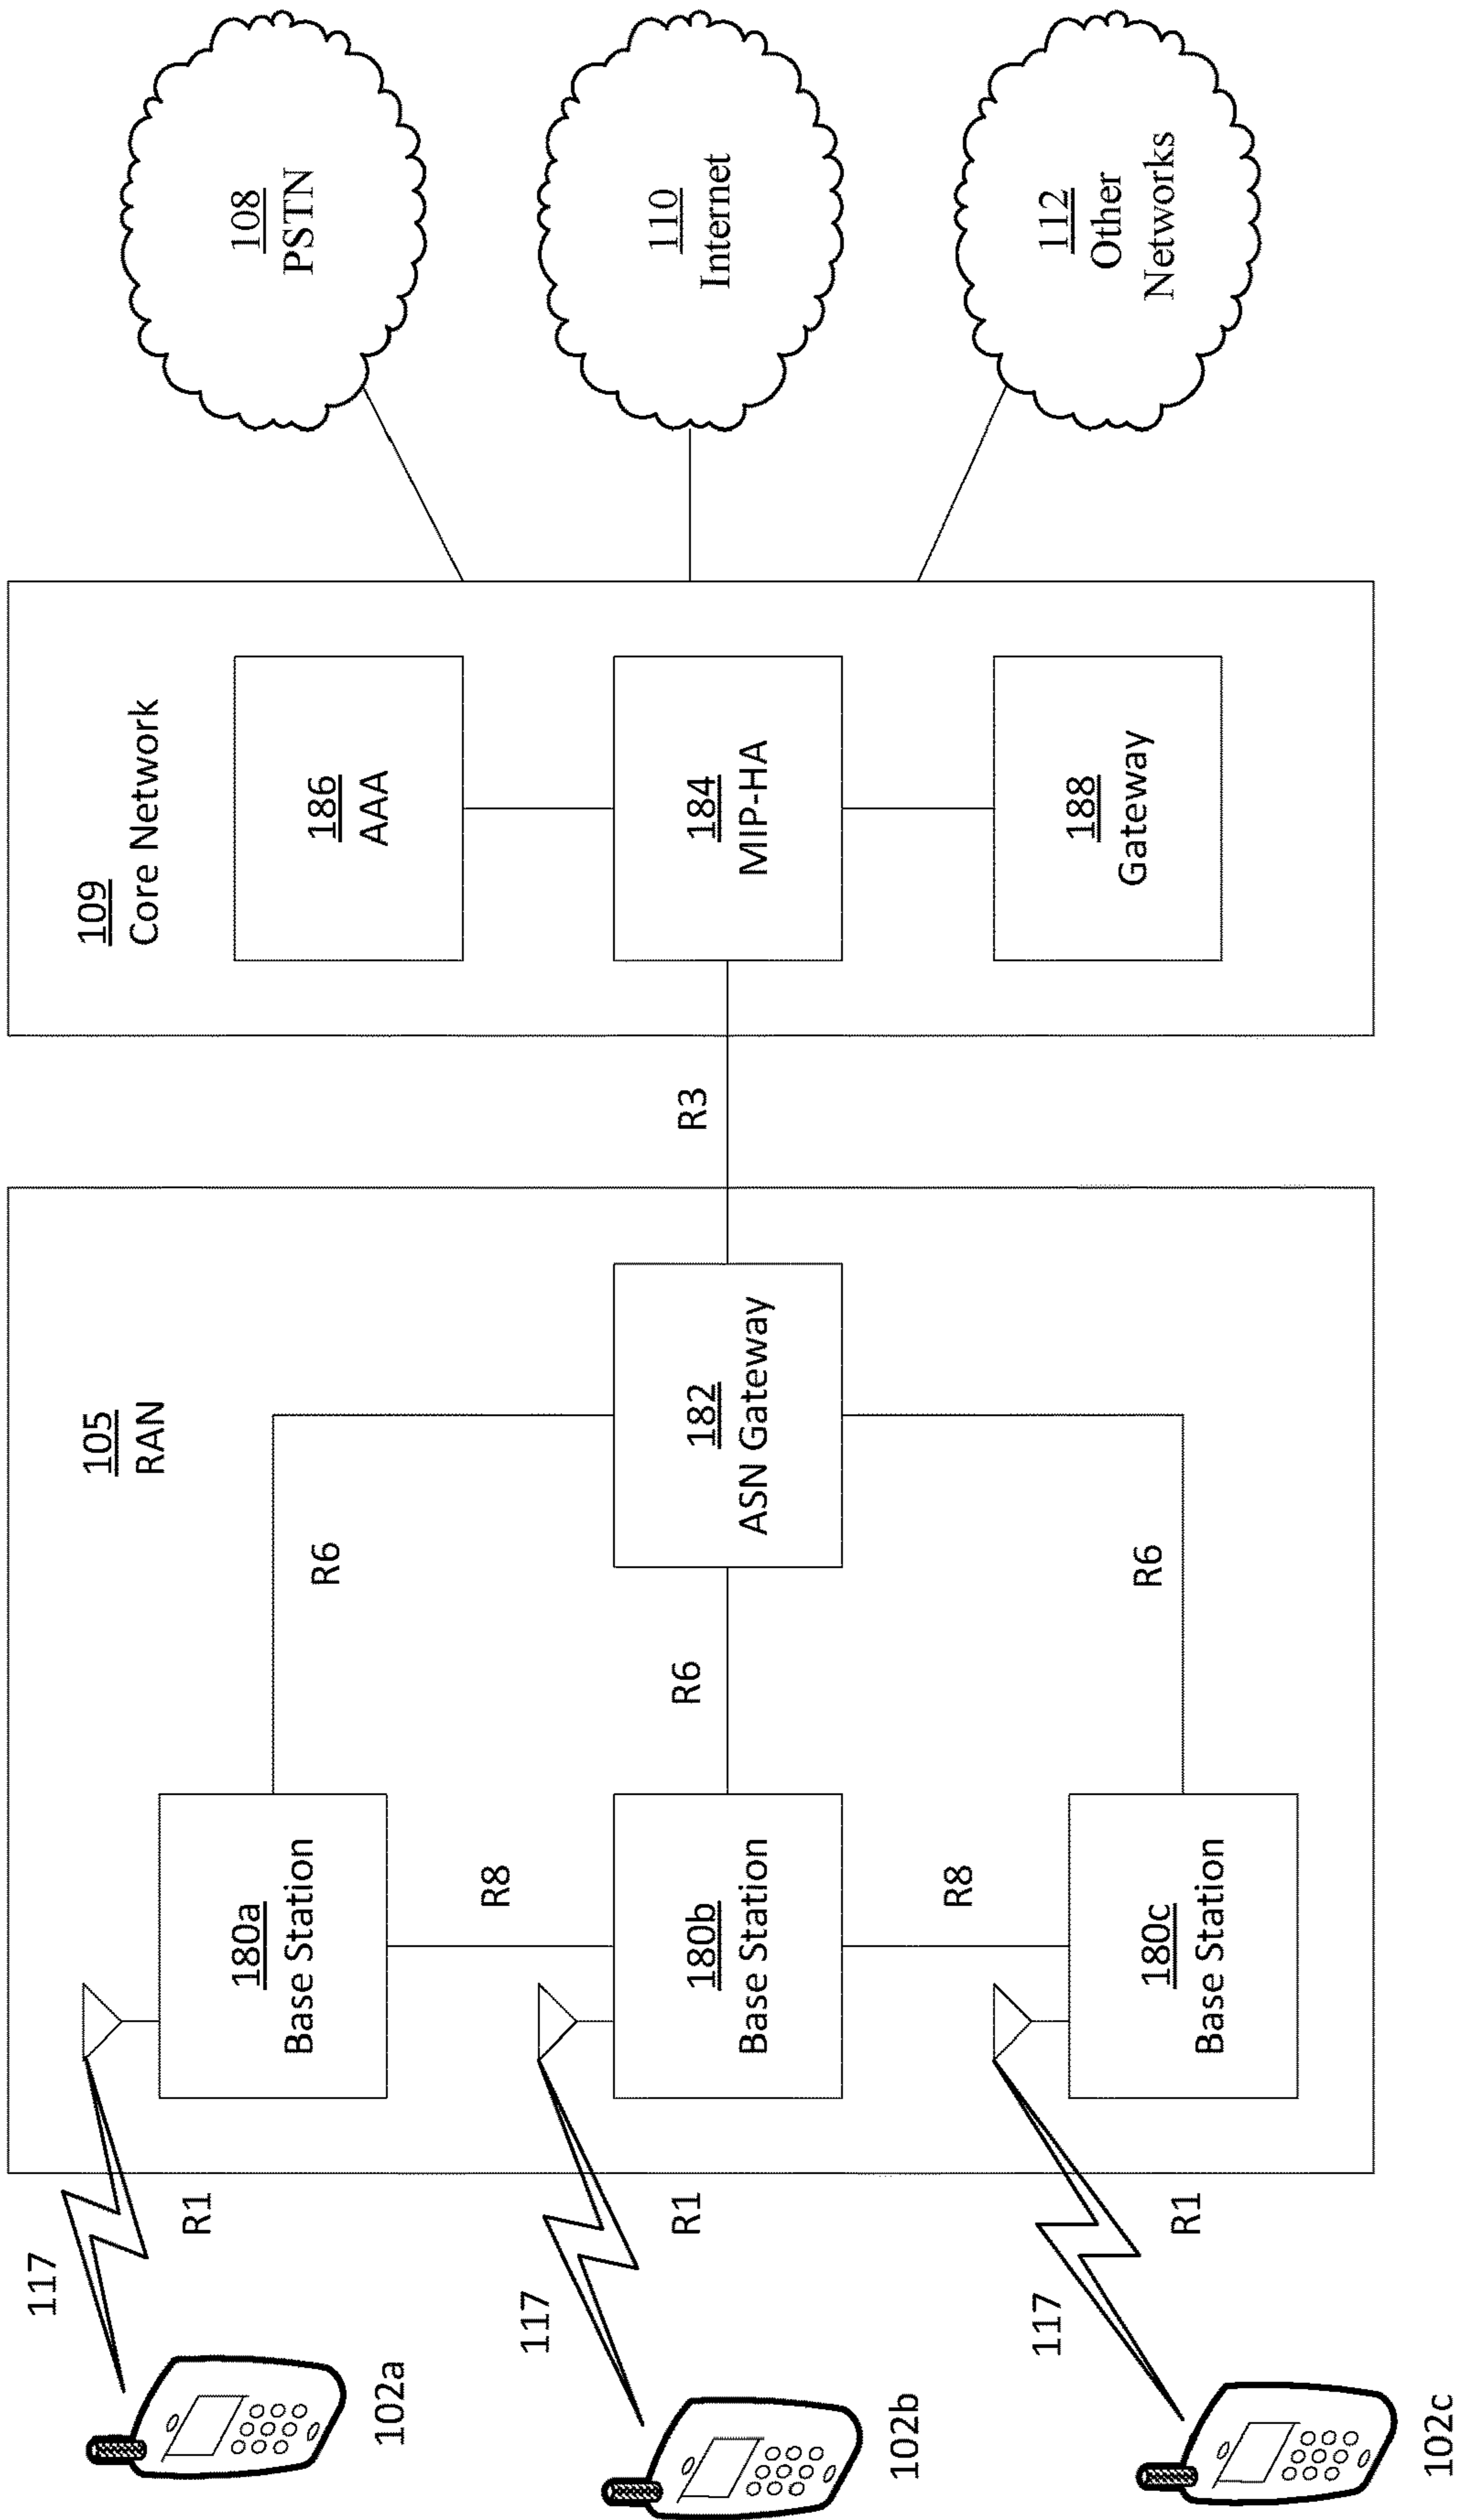 117
102a
R1
180a
Base Station
R8
117
102b
R1
180b
Base Station
R8
117
102c
R1
180c
Base Station
105
RAN
R6
R6
R6
182
ASN Gateway
R3
109
Core Network
186
AAA
184
MIP-HA
188
Gateway
108
PSTN
110
Internet
112
Other
Networks